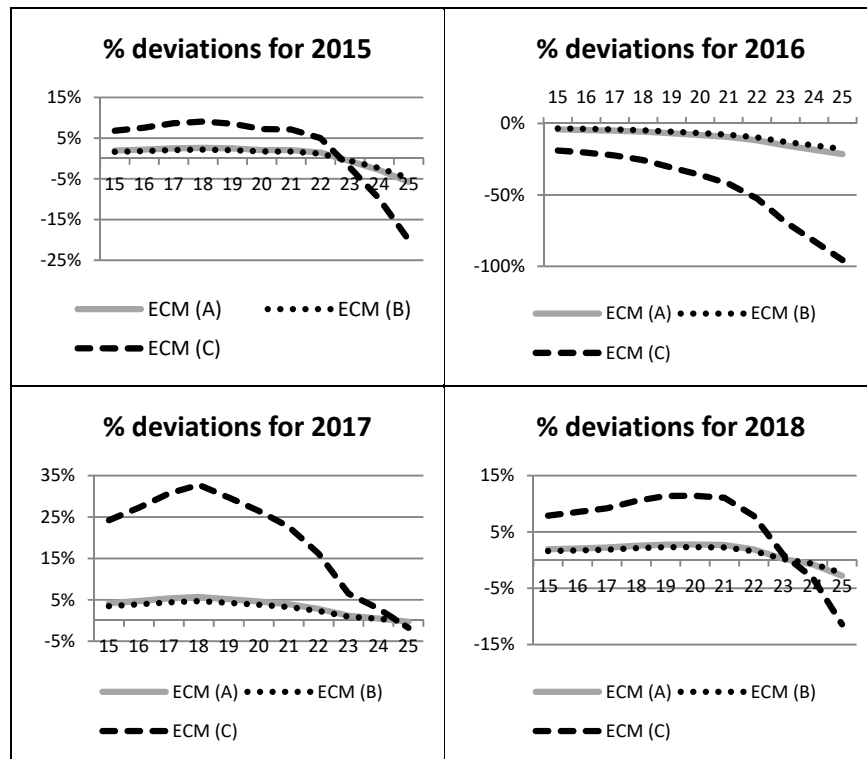 % deviations for 2015
15%
5%
-5%
-15%
-25%
15 16 17 18 19 20 21 22 23 24 25
ECM (A) ECM (B)
ECM (C)
% deviations for 2016
15 16 17 18 19 20 21 22 23 24 25
0%
-50%
-100%
ECM (A) ECM (B)
ECM (C)
% deviations for 2017
35%
25%
15%
5%
-5%
15 16 17 18 19 20 21 22 23 24 25
ECM (A) ECM (B)
ECM (C)
% deviations for 2018
15%
5%
-5%
-15%
15 16 17 18 19 20 21 22 23 24 25
ECM (A) ECM (B)
ECM (C)